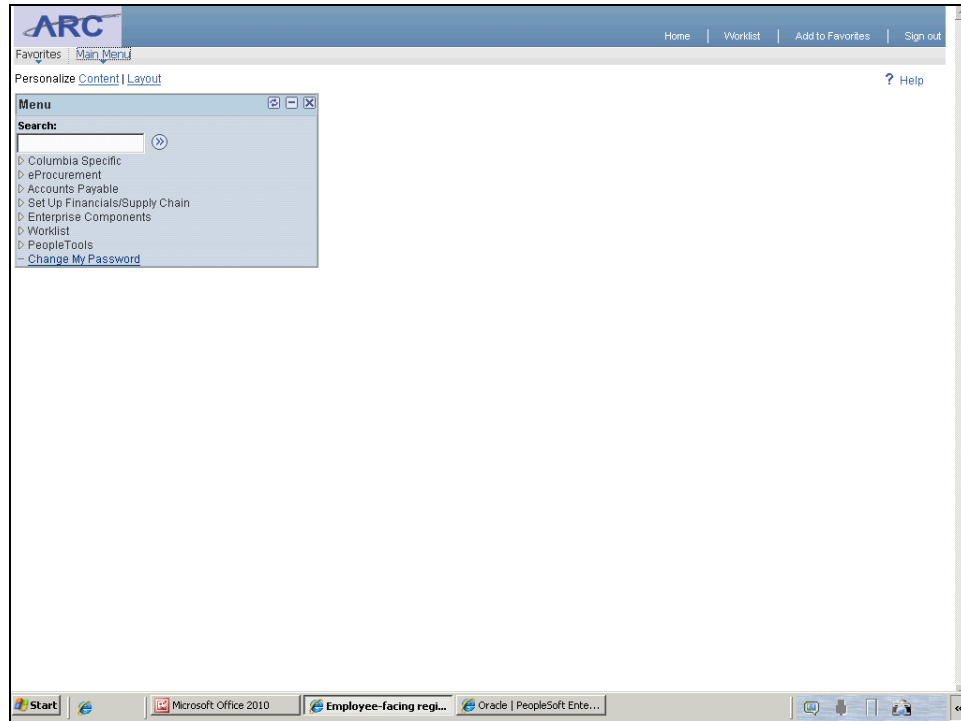 ARC
Home | Worklist | Add to Favorites | Sign out
Favorites Main Menu
Personalize Content | Layout
? Help
Menu
Search:
Columbia Specific
eProcurement
Accounts Payable
Set Up Financials/Supply Chain
Enterprise Components
Worklist
PeopleTools
Change My Password
Start Microsoft Office 2010 Employee-facing regi... Oracle | PeopleSoft Ente...